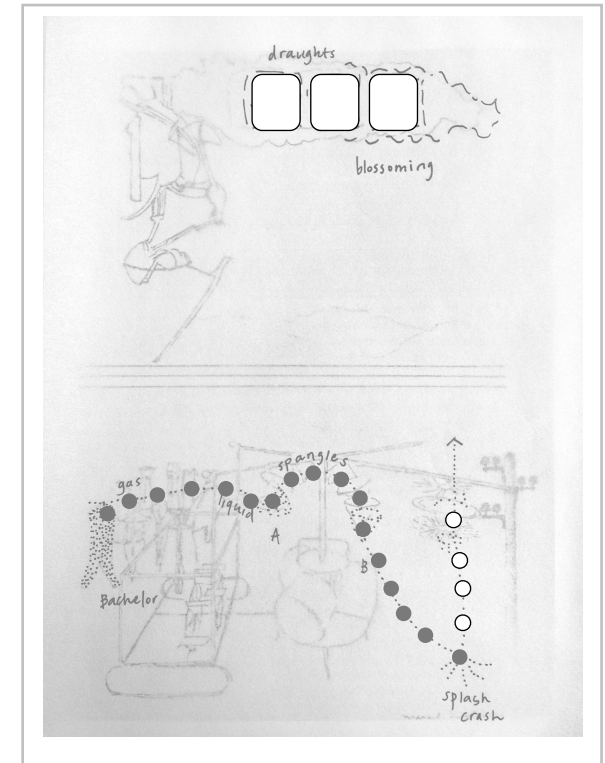 draughts
blossoming
spangles
gas
liquid
A
B
Bachelor
splash
crash